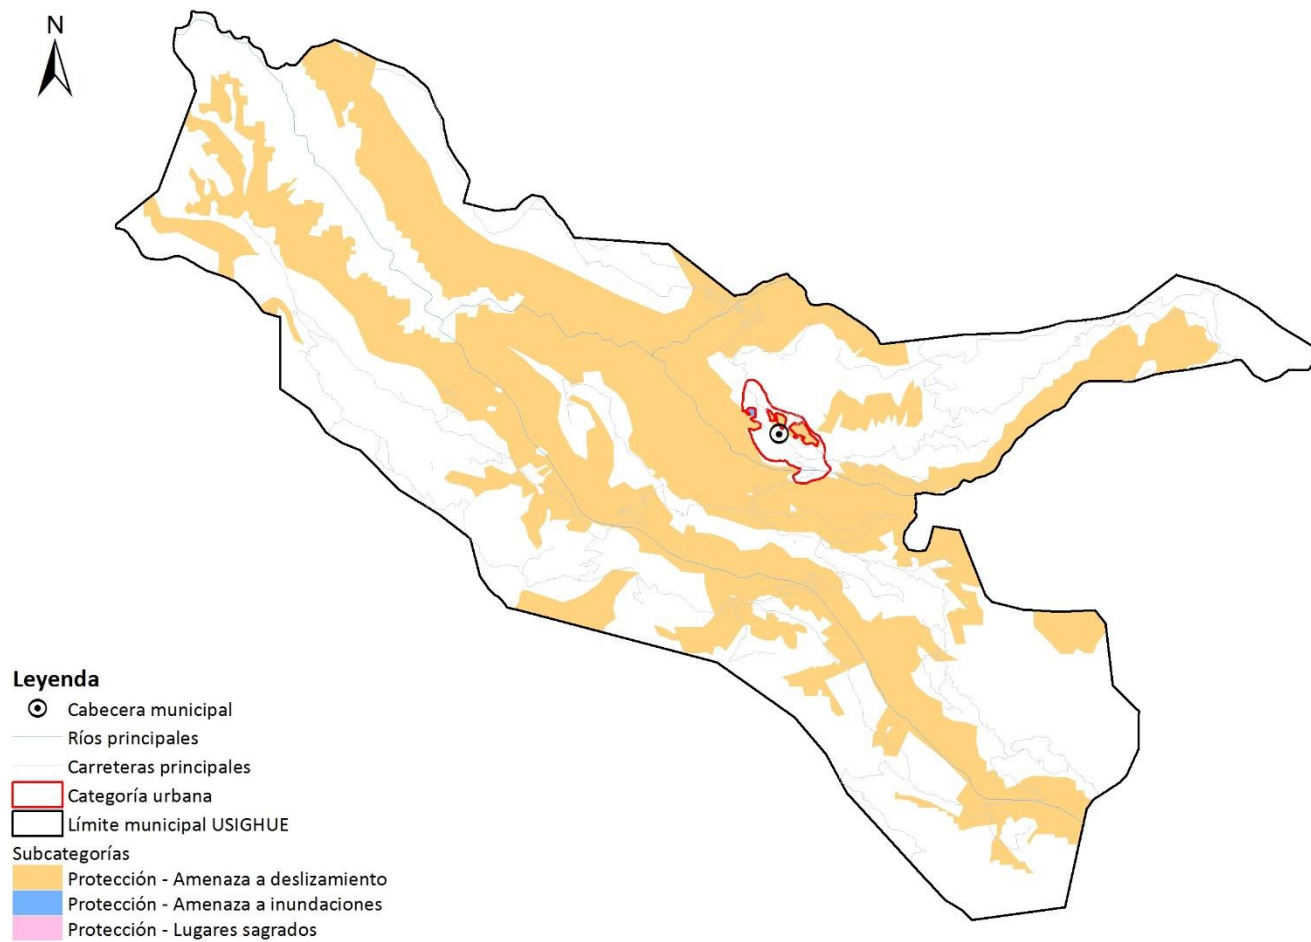 N
Leyenda
Cabecera municipal
Ríos principales
Carreteras principales
Categoría urbana
Límite municipal USIGHUE
Subcategorías
Protección - Amenaza a deslizamiento
Protección - Amenaza a inundaciones
Protección - Lugares sagrados